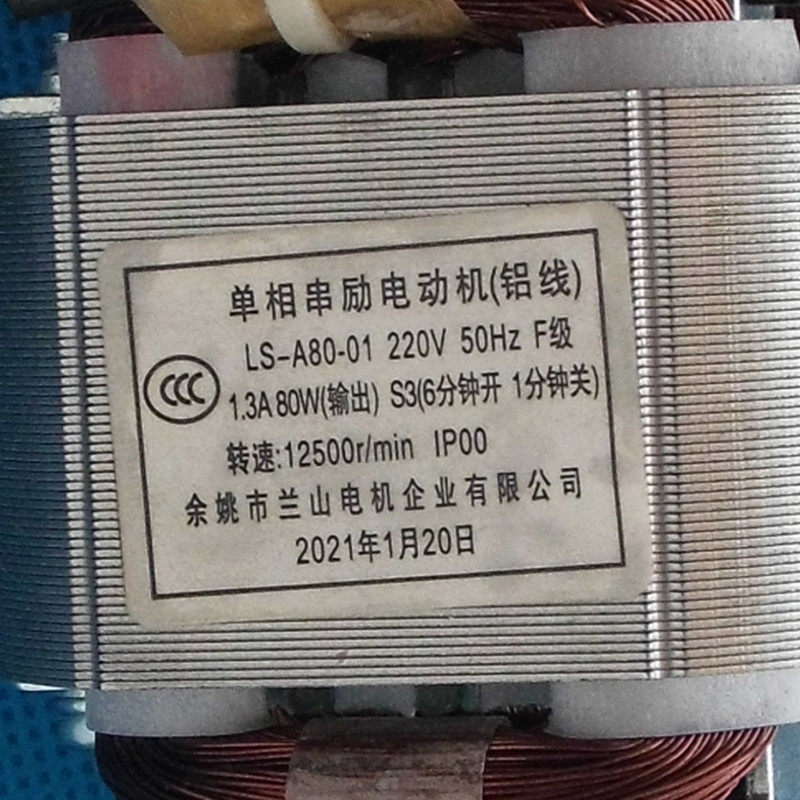 单相串励电动机(铝线)
LS-A80-01 220V 50Hz F级
CCC
1.3A 80W(输出) S3(6分钟开 1分钟关)
转速:12500r/min IP00
余姚市兰山电机企业有限公司
2021年1月20日